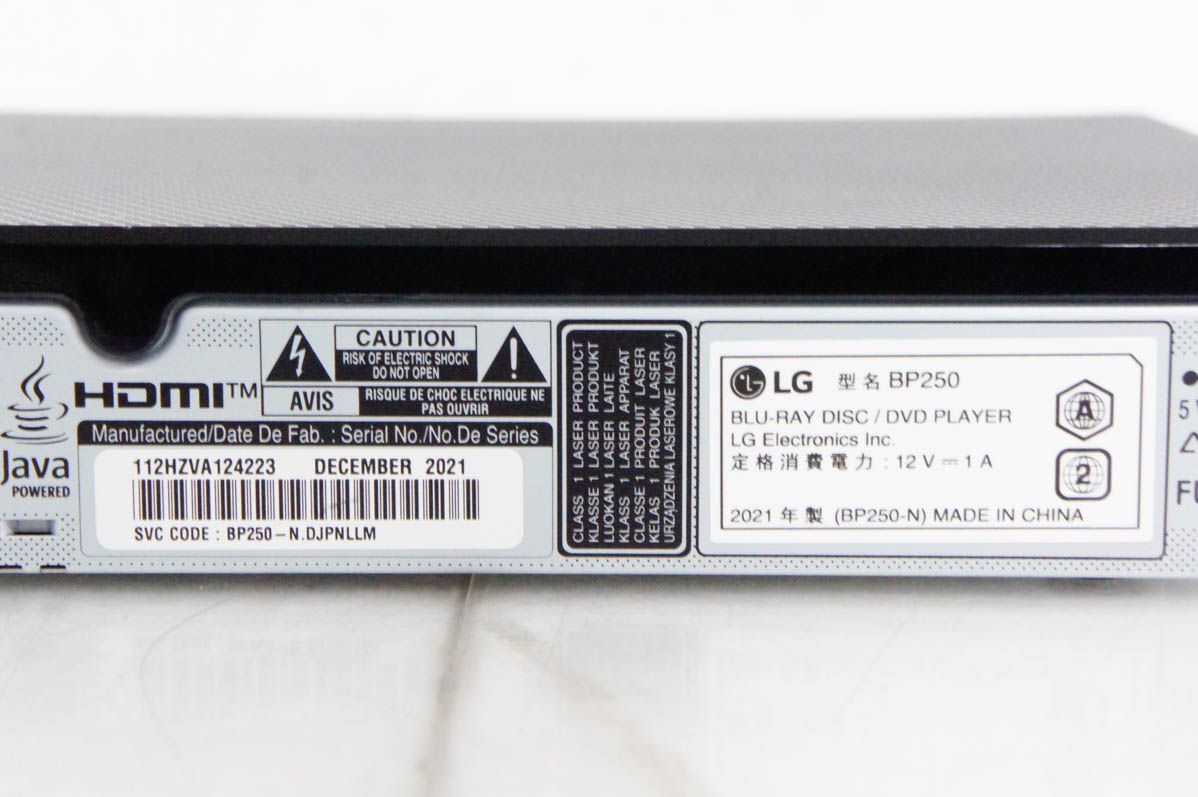 Java
POWERED
HDMI™
CAUTION
RISK OF ELECTRIC SHOCK
DO NOT OPEN
AVIS
RISQUE DE CHOC ELECTRIQUE NE
PAS OUVRIR
Manufactured/Date De Fab. : Serial No./No.De Series
112HZVA124223 DECEMBER 2021
SVC CODE : BP250-N.DJPNLLM
CLASS 1 LASER PRODUCT
KLASSE 1 LASER PRODUKT
LUOKAN 1 LASER LAITE
KLASS 1 LASER APPARAT
CLASSE 1 PRODUIT LASER
KELAS 1 PRODUK LASER
URZĄDZENIA LASEROWE KLASY 1
LG 型名 BP250
BLU-RAY DISC / DVD PLAYER
LG Electronics Inc.
定格消費電力 : 12 V ⎓ 1 A
2021 年 製 (BP250-N) MADE IN CHINA
A
2
5